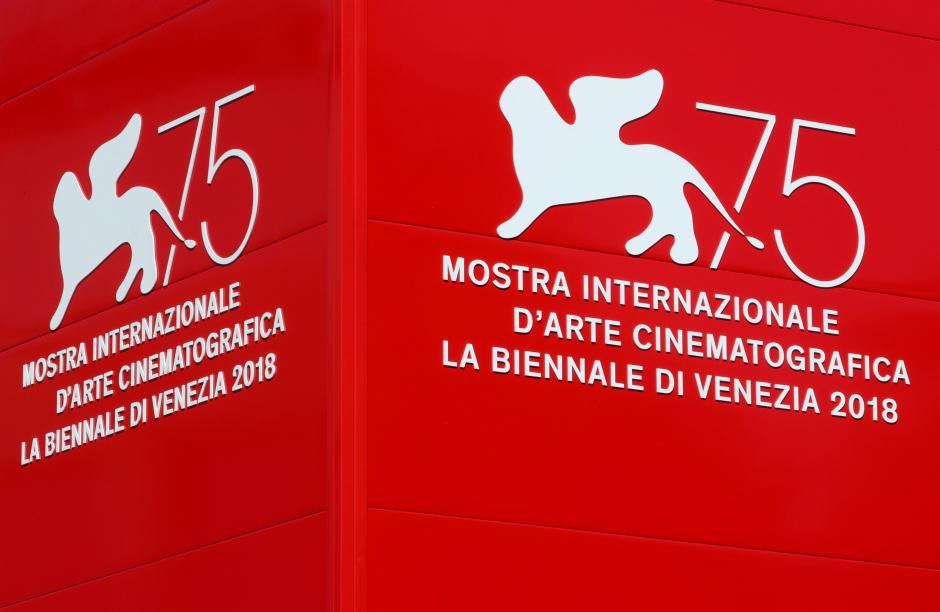 75
MOSTRA INTERNAZIONALE
D'ARTE CINEMATOGRAFICA
LA BIENNALE DI VENEZIA 2018
75
MOSTRA INTERNAZIONALE
D'ARTE CINEMATOGRAFICA
LA BIENNALE DI VENEZIA 2018